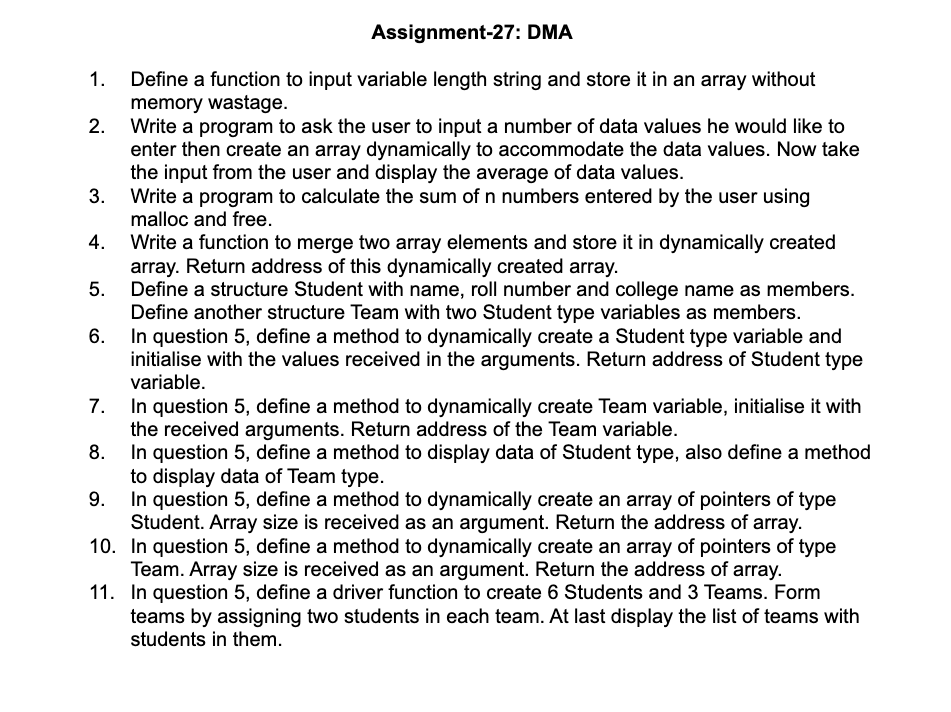 Assignment-27: DMA
1. Define a function to input variable length string and store it in an array without
memory wastage.
2. Write a program to ask the user to input a number of data values he would like to
enter then create an array dynamically to accommodate the data values. Now take
the input from the user and display the average of data values.
3. Write a program to calculate the sum of n numbers entered by the user using
malloc and free.
4. Write a function to merge two array elements and store it in dynamically created
array. Return address of this dynamically created array.
5. Define a structure Student with name, roll number and college name as members.
Define another structure Team with two Student type variables as members.
6. In question 5, define a method to dynamically create a Student type variable and
initialise with the values received in the arguments. Return address of Student type
variable.
7. In question 5, define a method to dynamically create Team variable, initialise it with
the received arguments. Return address of the Team variable.
8. In question 5, define a method to display data of Student type, also define a method
to display data of Team type.
9. In question 5, define a method to dynamically create an array of pointers of type
Student. Array size is received as an argument. Return the address of array.
10. In question 5, define a method to dynamically create an array of pointers of type
Team. Array size is received as an argument. Return the address of array.
11. In question 5, define a driver function to create 6 Students and 3 Teams. Form
teams by assigning two students in each team. At last display the list of teams with
students in them.